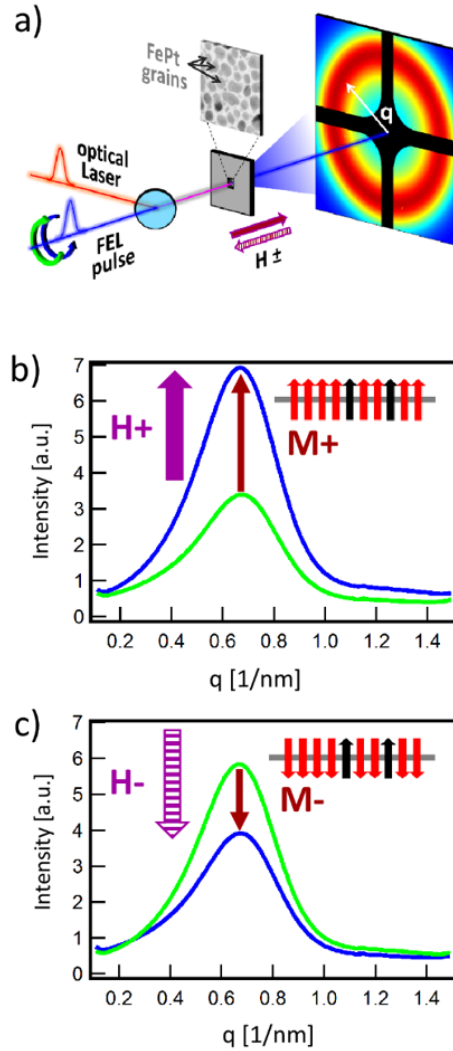 a)
FePt
grains
optical
Laser
FEL
pulse
q
H ±
b)
Intensity [a.u.]
7
6
5
4
3
2
1
0
H+
M+
0.2 0.4 0.6 0.8 1.0 1.2 1.4
q [1/nm]
c)
Intensity [a.u.]
7
6
5
4
3
2
1
0
H-
M-
0.2 0.4 0.6 0.8 1.0 1.2 1.4
q [1/nm]